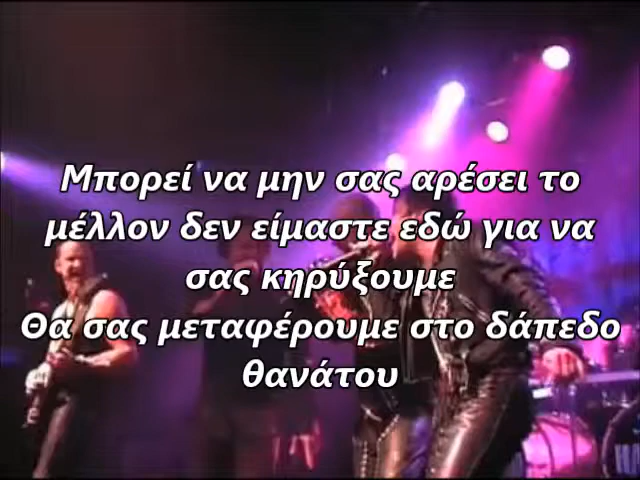 Μπορεί να μην σας αρέσει το
μέλλον δεν είμαστε εδώ για να
σας κηρύξουμε
Θα σας μεταφέρουμε στο δάπεδο
θανάτου